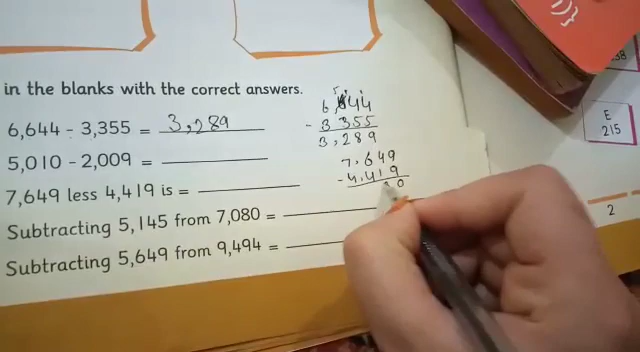 in the blanks with the correct answers.
6,644 - 3,355 = 3,289
5,010 - 2,009 =
7,649 less 4,419 is =
Subtracting 5,145 from 7,080 =
Subtracting 5,649 from 9,494 =
6,644
- 3355
3,289
7,649
- 4,419
0
E
215
2